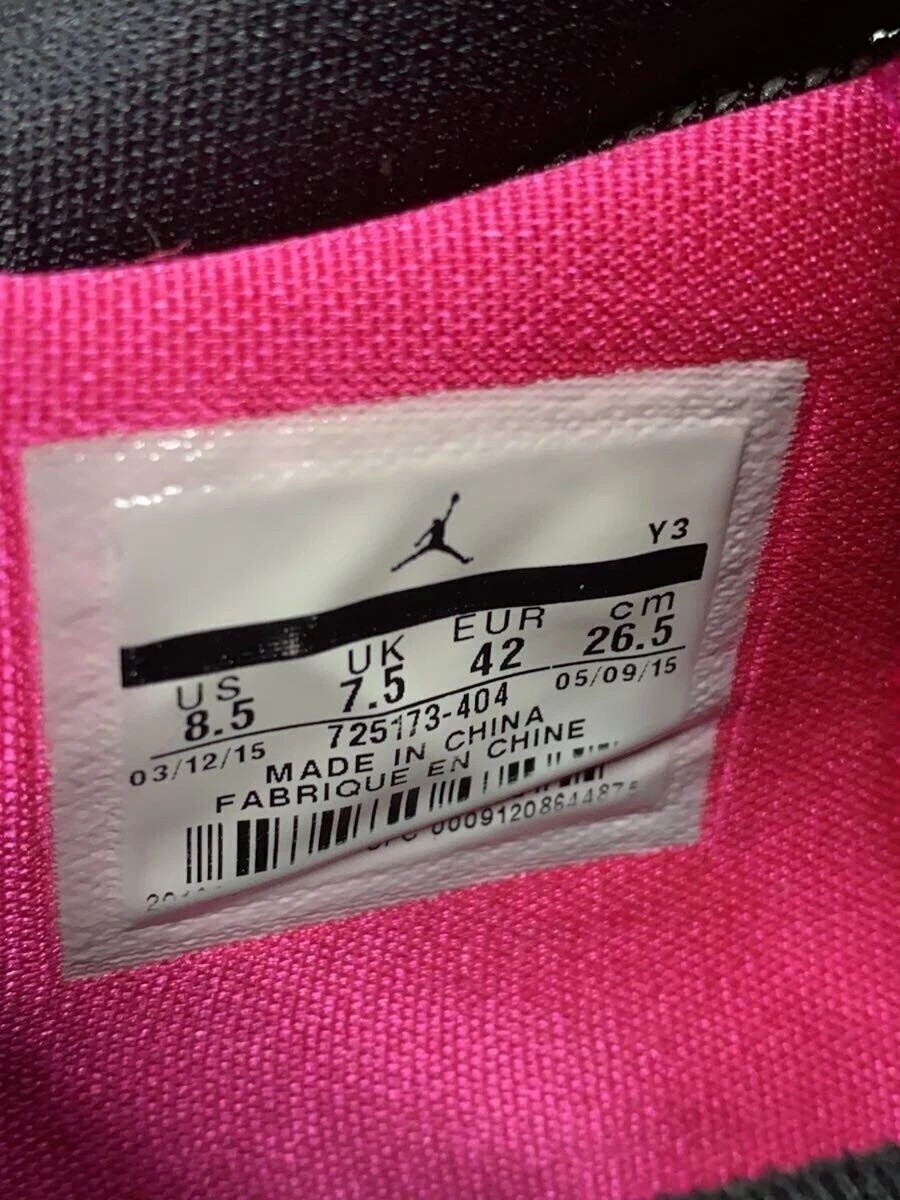 Y3
US UK EUR cm
8.5 7.5 42 26.5
03/12/15 725173-404 05/09/15
MADE IN CHINA
FABRIQUE EN CHINE